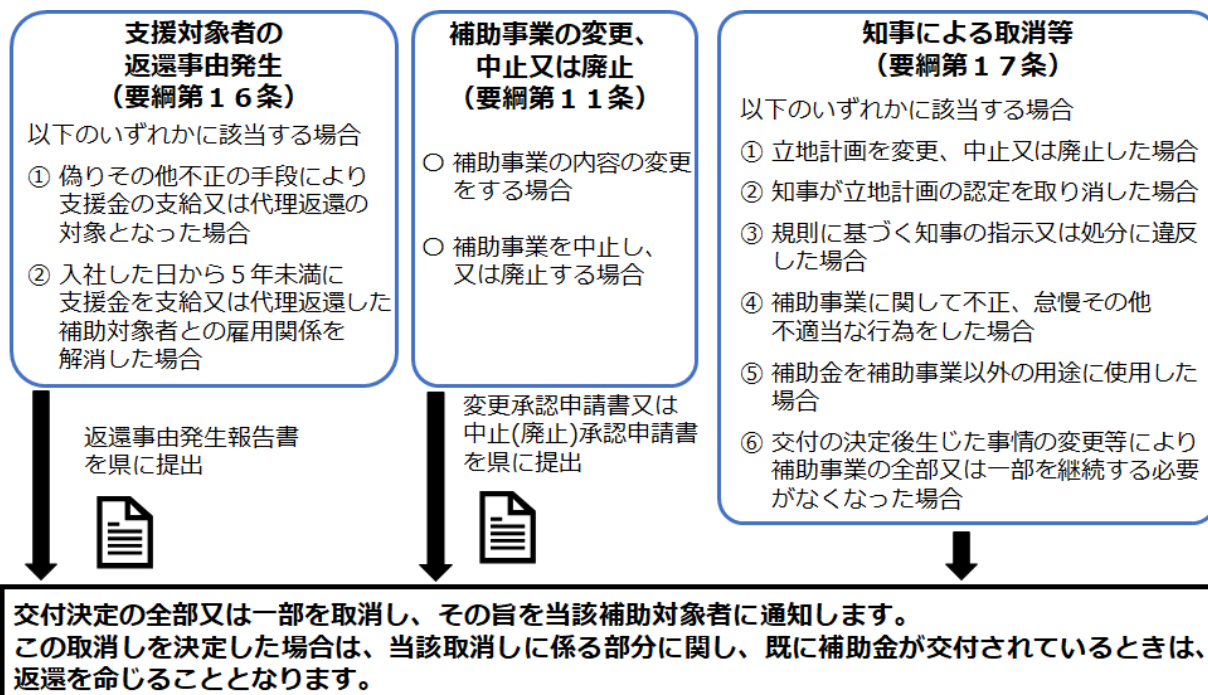 支援対象者の
返還事由発生
(要綱第１６条)
以下のいずれかに該当する場合
① 偽りその他不正の手段により
支援金の支給又は代理返還の
対象となった場合
② 入社した日から５年未満に
支援金を支給又は代理返還した
補助対象者との雇用関係を
解消した場合
返還事由発生報告書
を県に提出
補助事業の変更、
中止又は廃止
(要綱第１１条)
〇 補助事業の内容の変更
をする場合
〇 補助事業を中止し、
又は廃止する場合
変更承認申請書又は
中止(廃止)承認申請書
を県に提出
知事による取消等
(要綱第１７条)
以下のいずれかに該当する場合
① 立地計画を変更、中止又は廃止した場合
② 知事が立地計画の認定を取り消した場合
③ 規則に基づく知事の指示又は処分に違反
した場合
④ 補助事業に関して不正、怠慢その他
不適当な行為をした場合
⑤ 補助金を補助事業以外の用途に使用した
場合
⑥ 交付の決定後生じた事情の変更等により
補助事業の全部又は一部を継続する必要
がなくなった場合
交付決定の全部又は一部を取消し、その旨を当該補助対象者に通知します。
この取消しを決定した場合は、当該取消しに係る部分に関し、既に補助金が交付されているときは、
返還を命じることとなります。